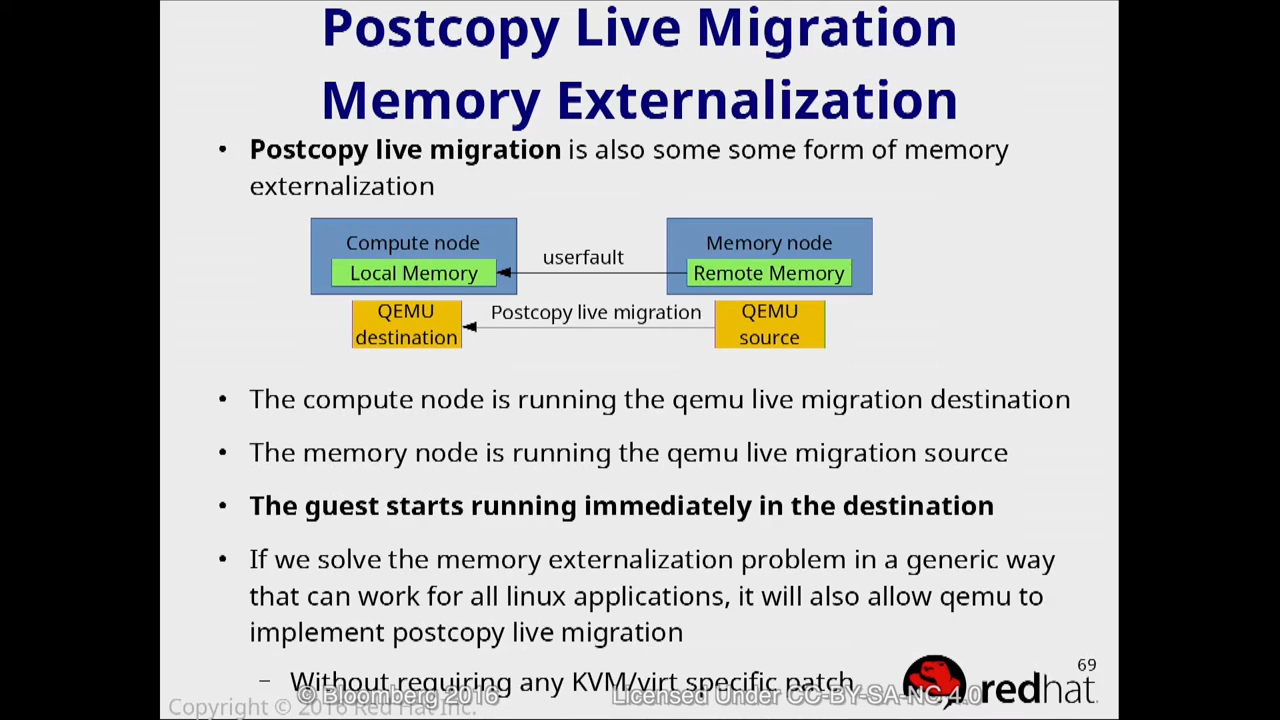 Postcopy Live Migration
Memory Externalization
• Postcopy live migration is also some some form of memory
externalization
Compute node
Local Memory
userfault
Memory node
Remote Memory
QEMU
destination
Postcopy live migration
QEMU
source
• The compute node is running the qemu live migration destination
• The memory node is running the qemu live migration source
• The guest starts running immediately in the destination
• If we solve the memory externalization problem in a generic way
that can work for all linux applications, it will also allow qemu to
implement postcopy live migration
– Without requiring any KVM/virt specific patch
69
redhat.
© Bloomberg 2016
Licensed Under CC-BY-SA-NC 4.0
Copyright © 2016 Red Hat Inc.